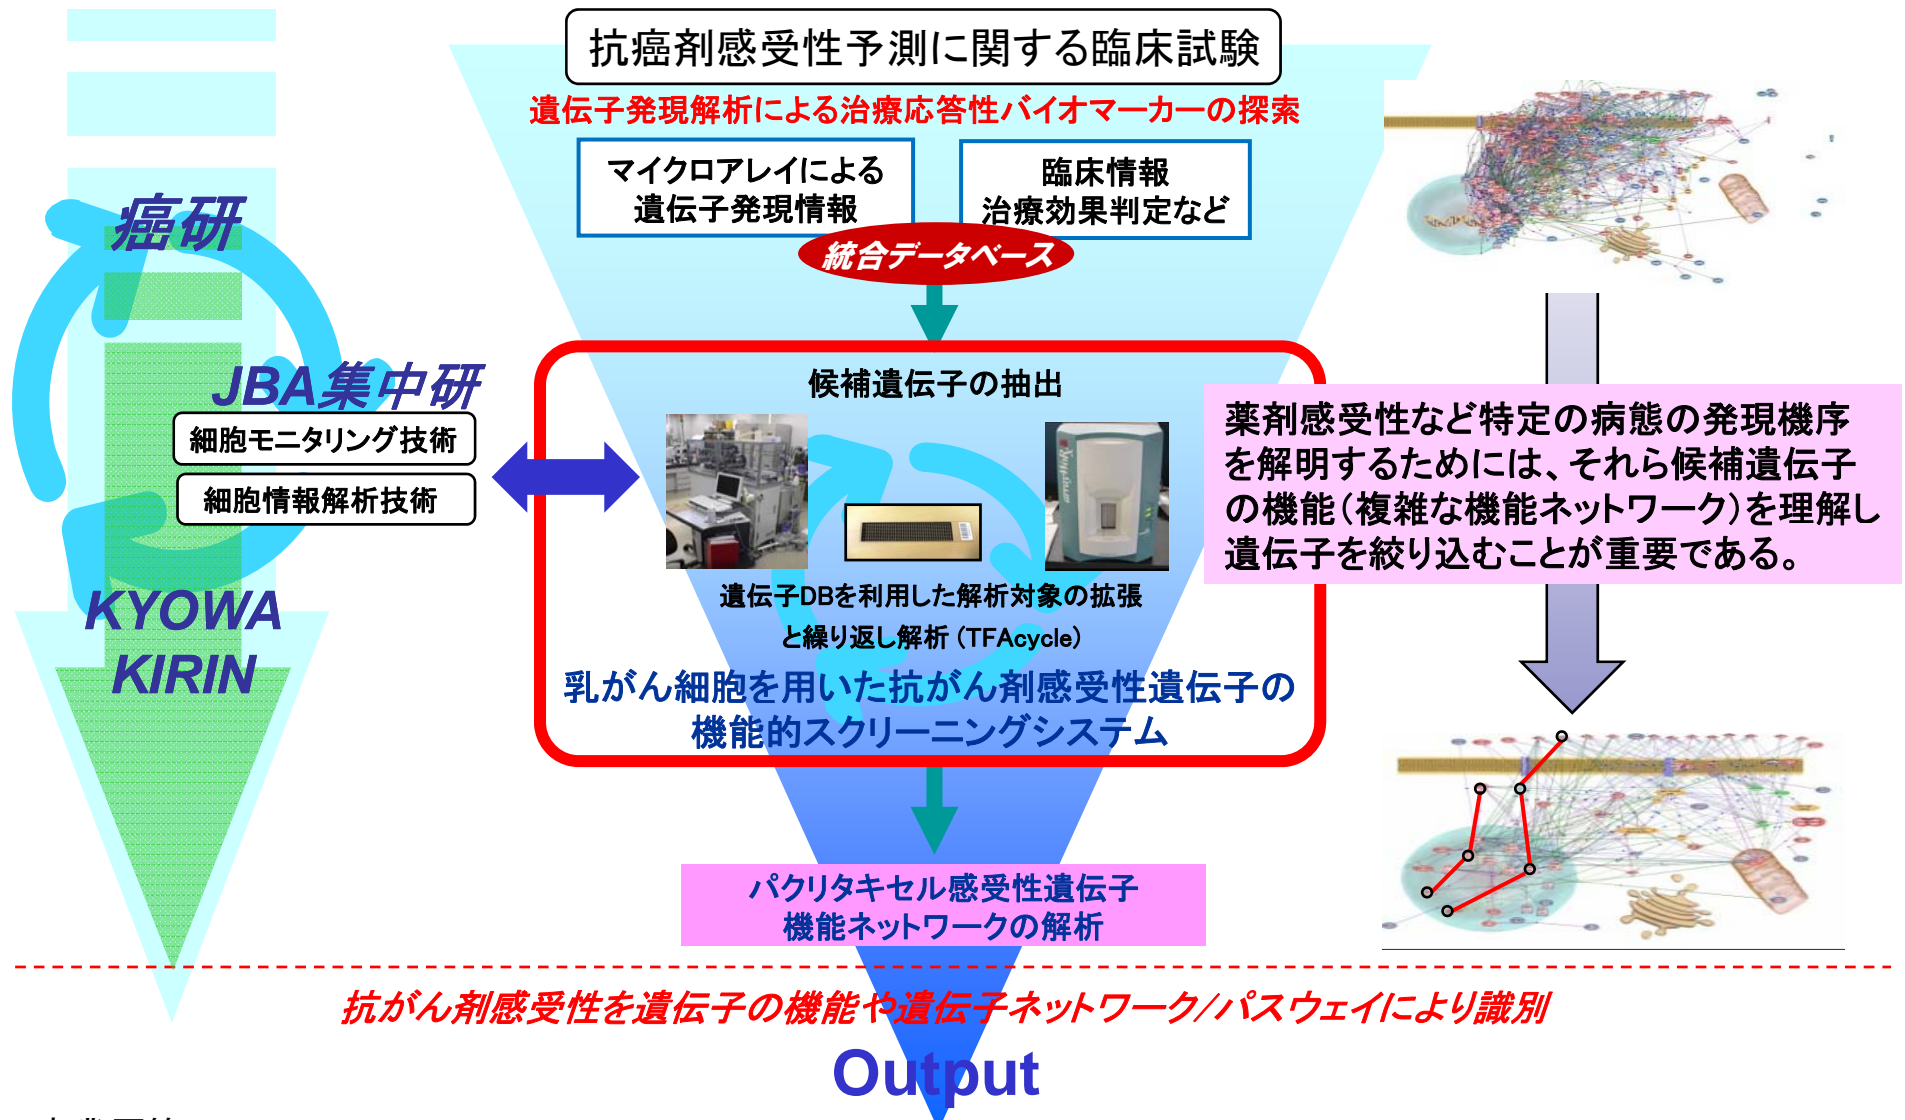 抗癌剤感受性予測に関する臨床試験
遺伝子発現解析による治療応答性バイオマーカーの探索
マイクロアレイによる
遺伝子発現情報
臨床情報
治療効果判定など
統合データベース
癌研
JBA集中研
細胞モニタリング技術
細胞情報解析技術
KYOWA
KIRIN
候補遺伝子の抽出
遺伝子DBを利用した解析対象の拡張
と繰り返し解析 (TFAcycle)
乳がん細胞を用いた抗がん剤感受性遺伝子の
機能的スクリーニングシステム
薬剤感受性など特定の病態の発現機序
を解明するためには、それら候補遺伝子
の機能(複雑な機能ネットワーク)を理解し
遺伝子を絞り込むことが重要である。
パクリタキセル感受性遺伝子
機能ネットワークの解析
抗がん剤感受性を遺伝子の機能や遺伝子ネットワーク/パスウェイにより識別
Output